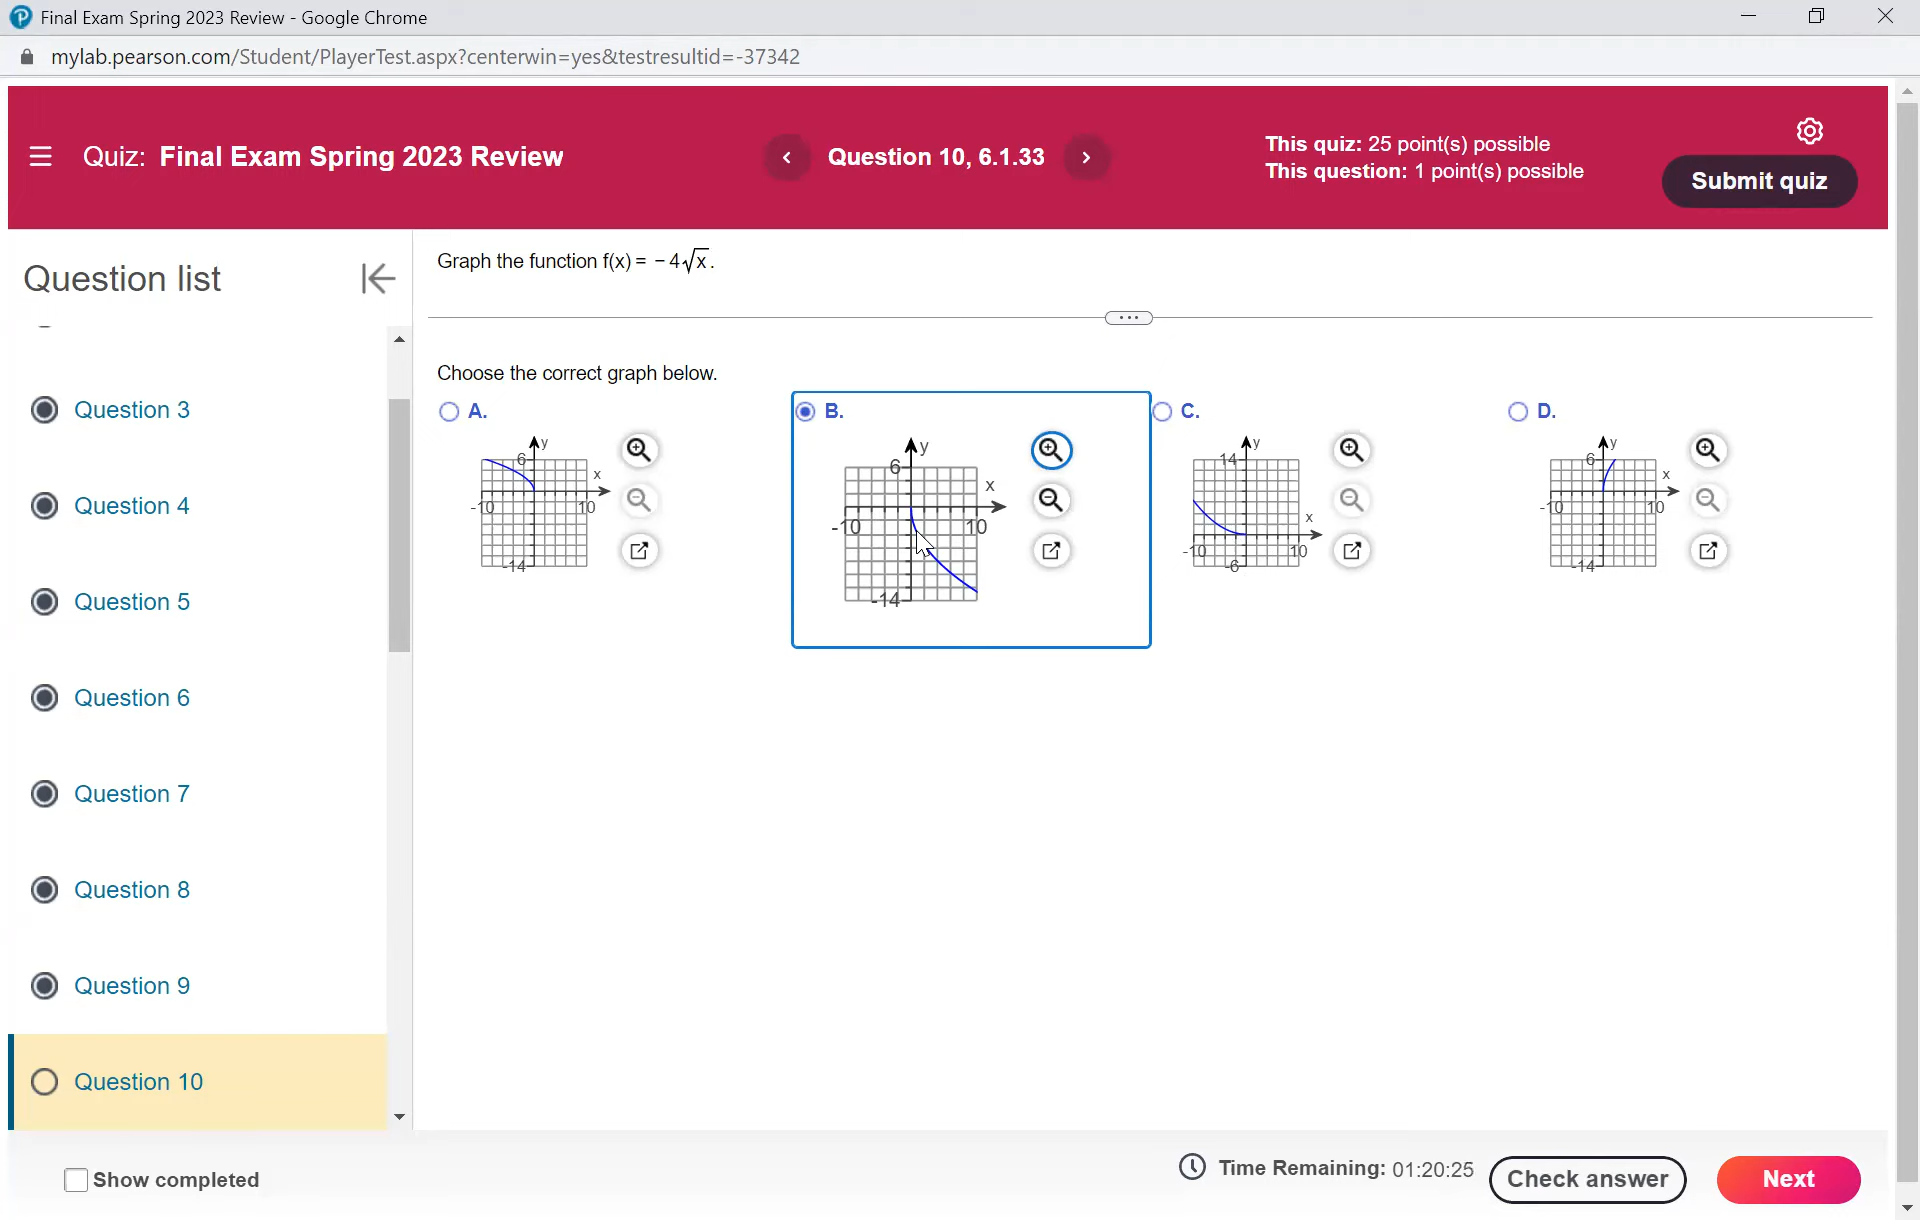 Final Exam Spring 2023 Review - Google Chrome
mylab.pearson.com/Student/PlayerTest.aspx?centerwin=yes&testresultid=-37342
Quiz: Final Exam Spring 2023 Review
Question 10, 6.1.33
This quiz: 25 point(s) possible
This question: 1 point(s) possible
Submit quiz
Question list
Question 3
Question 4
Question 5
Question 6
Question 7
Question 8
Question 9
Question 10
Graph the function f(x) = - 4√x.
Choose the correct graph below.
A.
y
6
x
-10
10
-14
B.
y
6
x
-10
10
-14
C.
y
14
x
-10
10
-6
D.
y
6
x
-10
10
-14
Show completed
Time Remaining: 01:20:25
Check answer
Next